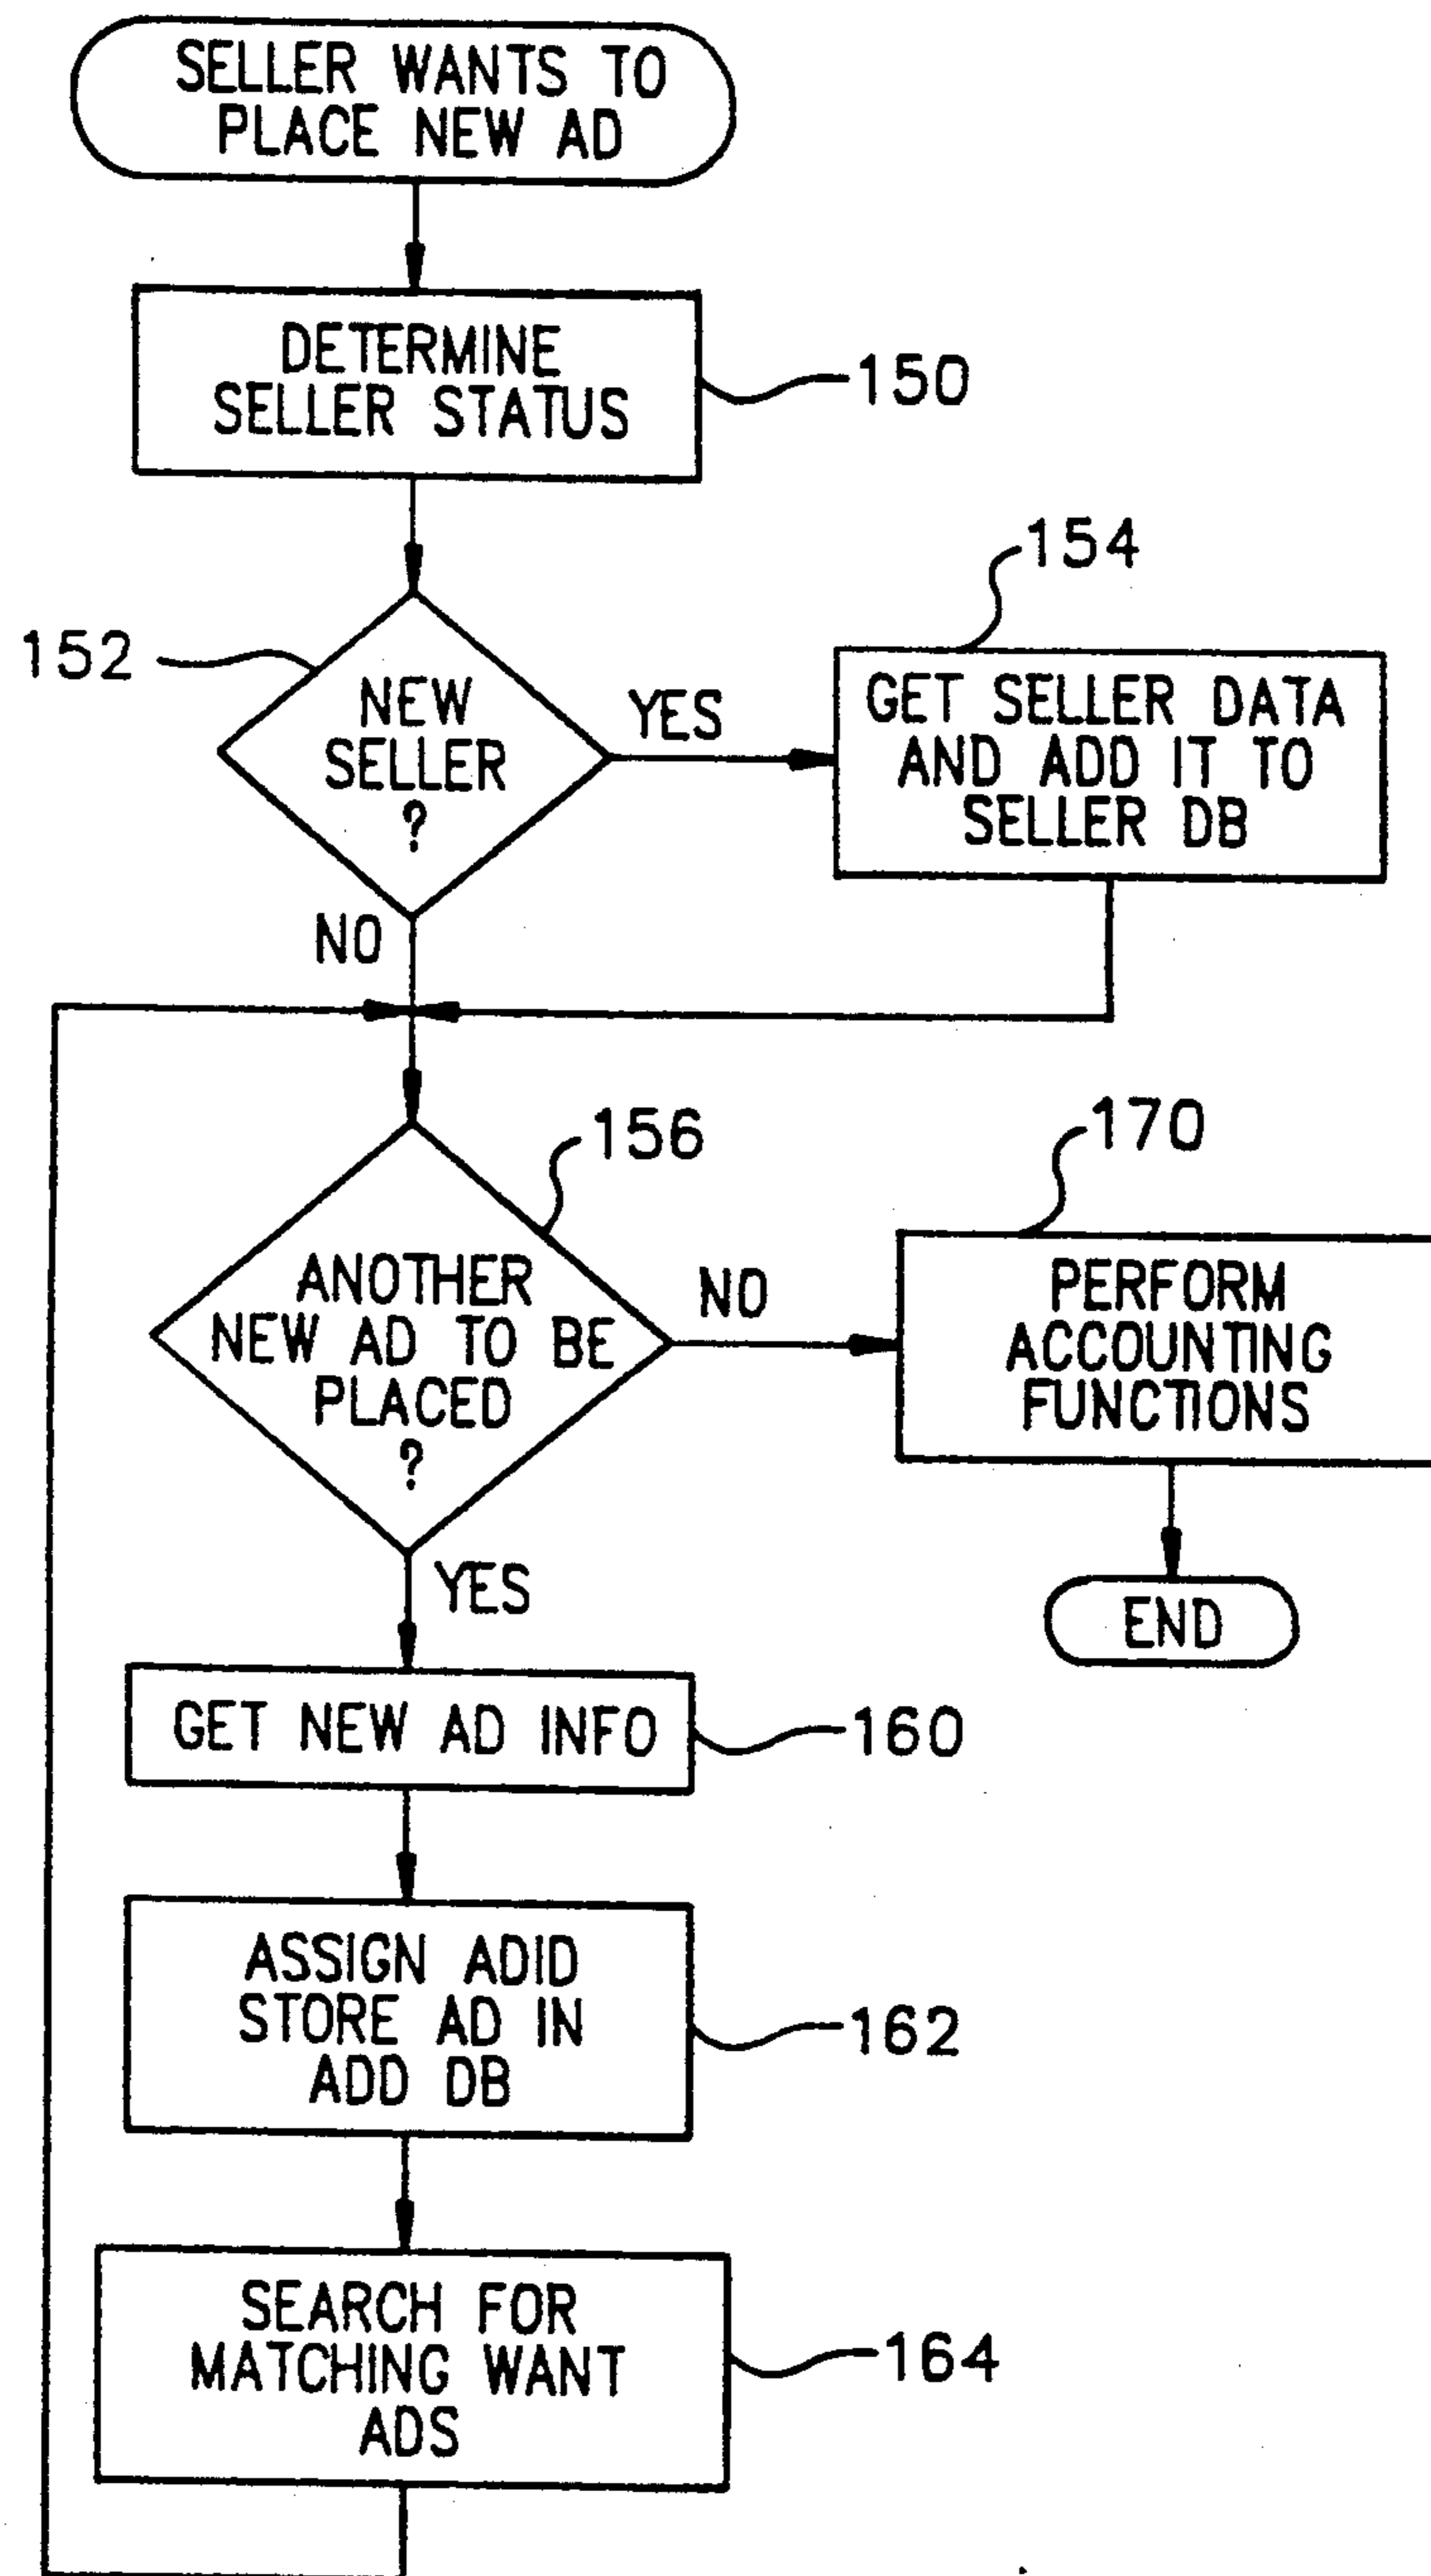 SELLER WANTS TO
PLACE NEW AD
DETERMINE
SELLER STATUS
150
152
NEW
SELLER
?
YES
NO
154
GET SELLER DATA
AND ADD IT TO
SELLER DB
156
ANOTHER
NEW AD TO BE
PLACED
?
NO
YES
170
PERFORM
ACCOUNTING
FUNCTIONS
END
GET NEW AD INFO
160
ASSIGN ADID
STORE AD IN
ADD DB
162
SEARCH FOR
MATCHING WANT
ADS
164